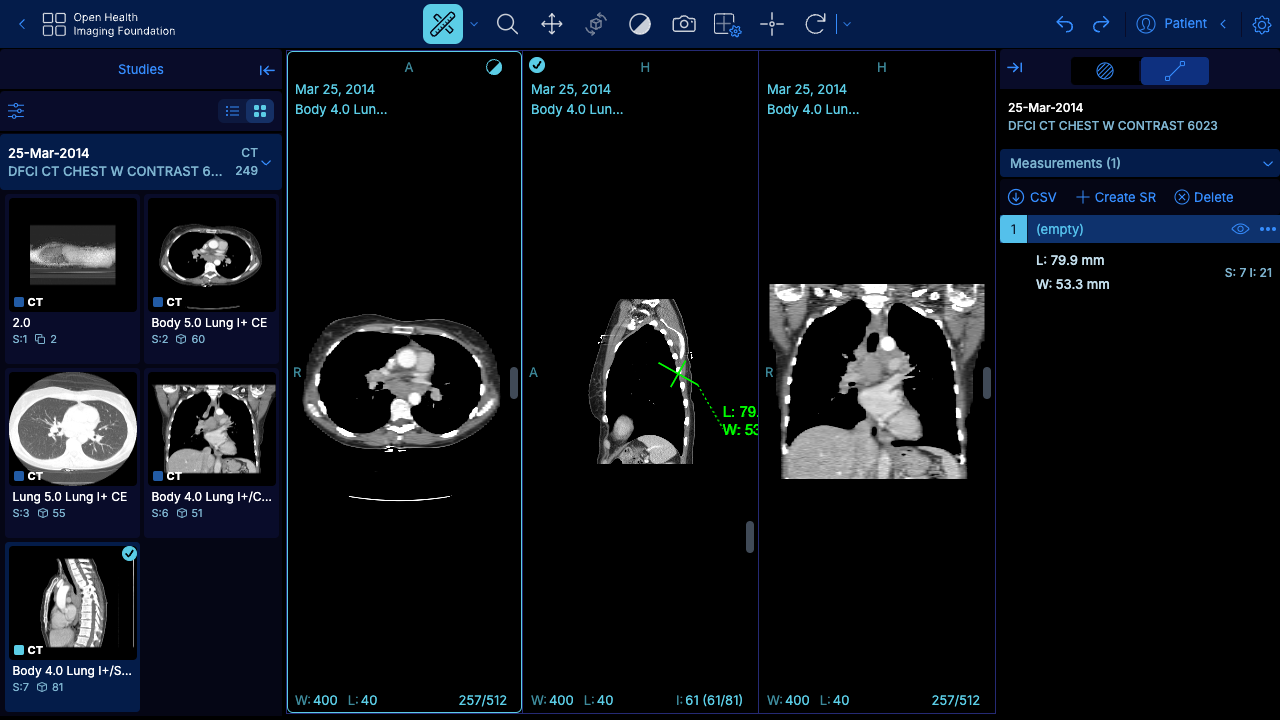 Open Health
Imaging Foundation
Patient
Studies
25-Mar-2014
CT
DFCI CT CHEST W CONTRAST 6...
249
CT
CT
2.0
Body 5.0 Lung I+ CE
S:1 2
S:2 60
CT
CT
Lung 5.0 Lung I+ CE
Body 4.0 Lung I+/C...
S:3 55
S:6 51
CT
Body 4.0 Lung I+/S...
S:7 81
A
Mar 25, 2014
Body 4.0 Lun...
R
W: 400 L: 40
257/512
H
Mar 25, 2014
Body 4.0 Lun...
A
L: 79.
W: 53
W: 400 L: 40
I: 61 (61/81)
H
Mar 25, 2014
Body 4.0 Lun...
R
W: 400 L: 40
257/512
25-Mar-2014
DFCI CT CHEST W CONTRAST 6023
Measurements (1)
CSV
Create SR
Delete
1 (empty)
L: 79.9 mm
S: 7 I: 21
W: 53.3 mm